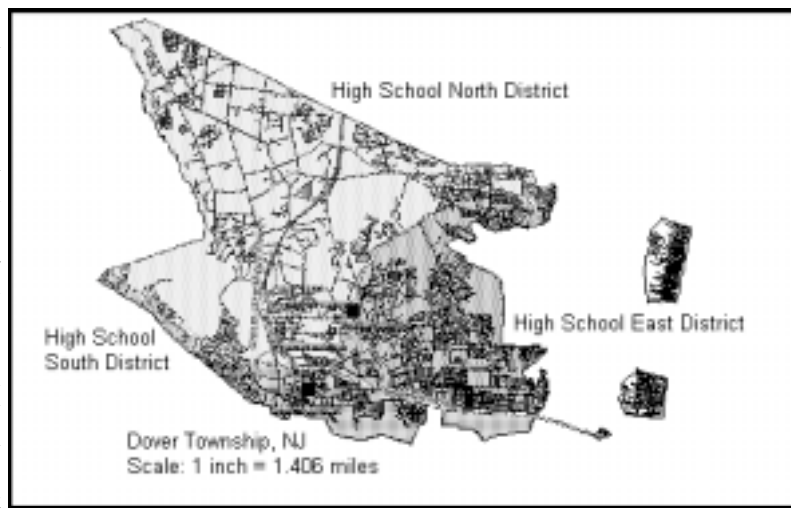 High School North District
High School East District
High School
South District
Dover Township, NJ
Scale: 1 inch = 1.406 miles